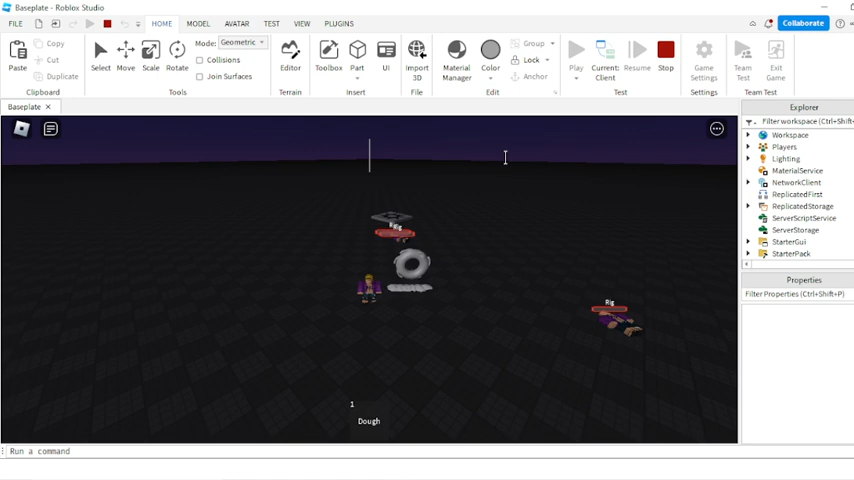 Baseplate - Roblox Studio
FILE HOME MODEL AVATAR TEST VIEW PLUGINS Collaborate
Paste Copy Cut Duplicate Select Move Scale Rotate Mode: Geometric Collisions Join Surfaces Editor Toolbox Part UI Import 3D Material Manager Color Group Lock Anchor Play Current: Client Resume Stop Game Settings Team Test Exit Game
Clipboard Tools Terrain Insert File Edit Test Settings Team Test
Baseplate Explorer
Filter workspace (Ctrl+Shift+
Workspace
Players
Lighting
MaterialService
NetworkClient
ReplicatedFirst
ReplicatedStorage
ServerScriptService
ServerStorage
StarterGui
StarterPack
Properties
Filter Properties (Ctrl+Shift+P)
Rig
1
Dough
Run a command